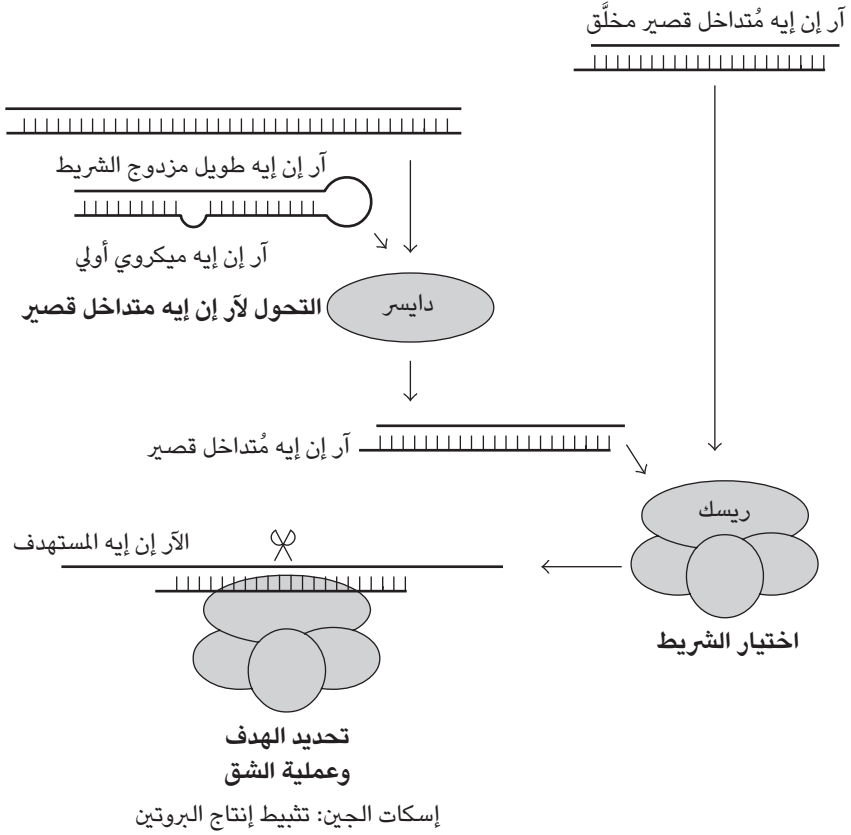 آر إن إيه مُتداخل قصير مخلَّق
آر إن إيه طويل مزدوج الشريط
آر إن إيه ميكروي أولي
دايسر
التحول لآر إن إيه متداخل قصير
آر إن إيه مُتداخل قصير
ريسك
اختيار الشريط
الآر إن إيه المستهدف
تحديد الهدف
وعملية الشق
إسكات الجين: تثبيط إنتاج البروتين